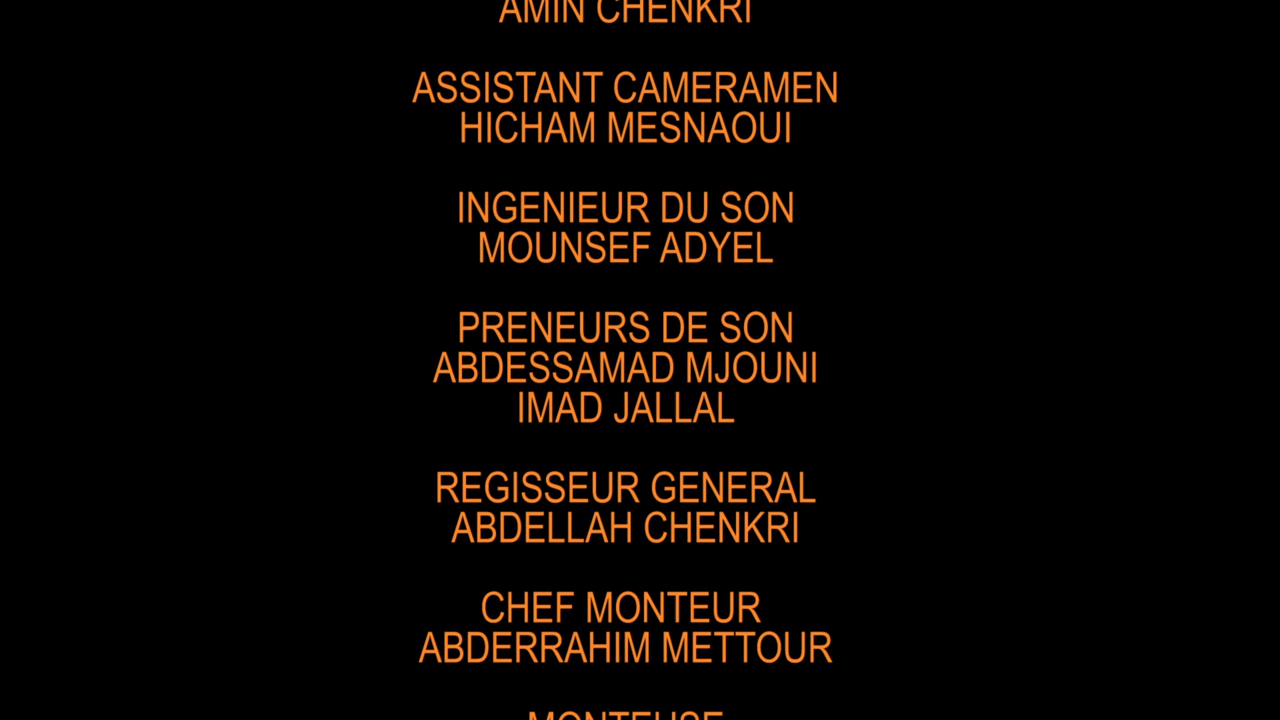 AMIN CHENKRI
ASSISTANT CAMERAMEN
HICHAM MESNAOUI
INGENIEUR DU SON
MOUNSEF ADYEL
PRENEURS DE SON
ABDESSAMAD MJOUNI
IMAD JALLAL
REGISSEUR GENERAL
ABDELLAH CHENKRI
CHEF MONTEUR
ABDERRAHIM METTOUR
MONTEUSE